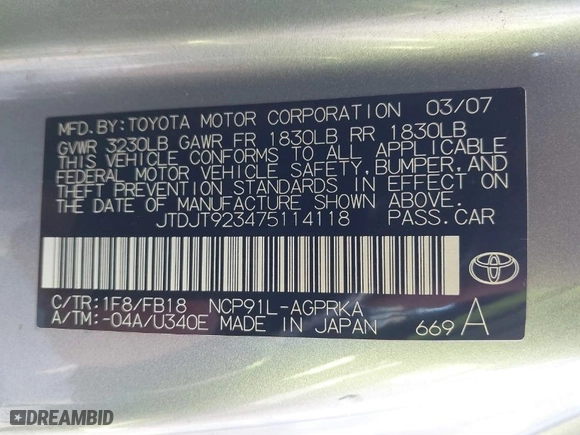 MFD.BY:TOYOTA MOTOR CORPORATION 03/07
GVWR 3230LB GAWR FR 1830LB RR 1830LB
THIS VEHICLE CONFORMS TO ALL APPLICABLE
FEDERAL MOTOR VEHICLE SAFETY,BUMPER,AND
THEFT PREVENTION STANDARDS IN EFFECT ON
THE DATE OF MANUFACTURE SHOWN ABOVE.
JTDJT923475114118 PASS.CAR
C/TR:1F8/FB18 NCP91L-AGPRKA
A/TM:-04A/U340E MADE IN JAPAN 669 A
DREAMBID